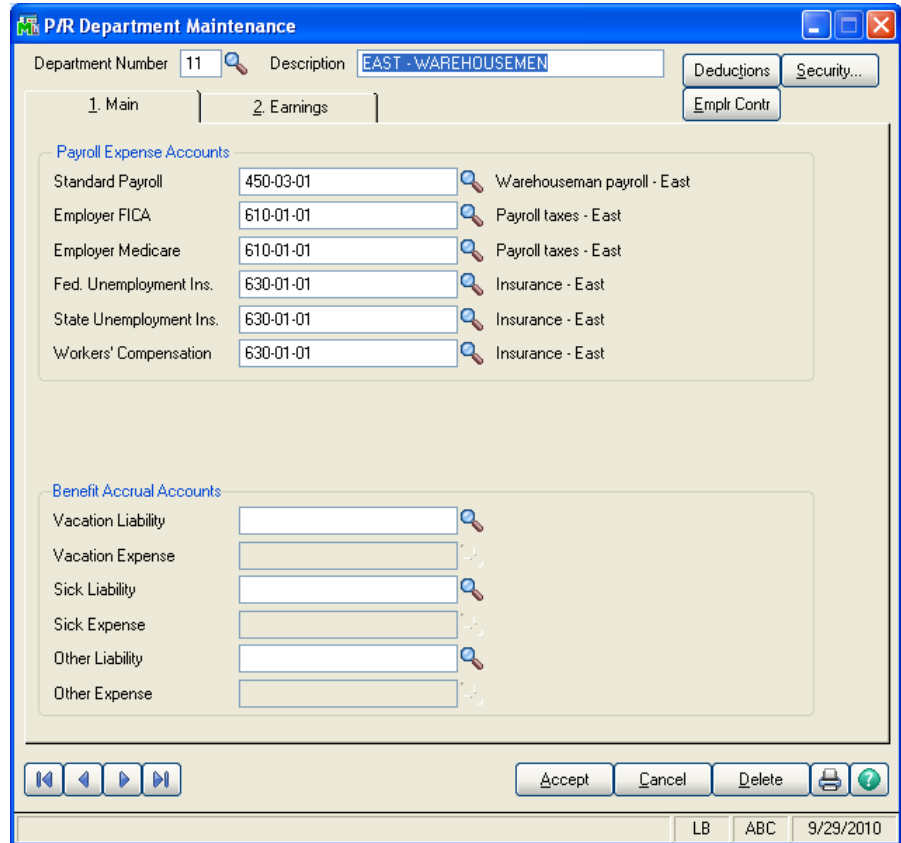 P/R Department Maintenance
Department Number 11 Description EAST - WAREHOUSEMEN Deductions Security...
1. Main 2. Earnings Emplr Contr
Payroll Expense Accounts
Standard Payroll 450-03-01 Warehouseman payroll - East
Employer FICA 610-01-01 Payroll taxes - East
Employer Medicare 610-01-01 Payroll taxes - East
Fed. Unemployment Ins. 630-01-01 Insurance - East
State Unemployment Ins. 630-01-01 Insurance - East
Workers' Compensation 630-01-01 Insurance - East
Benefit Accrual Accounts
Vacation Liability
Vacation Expense
Sick Liability
Sick Expense
Other Liability
Other Expense
Accept Cancel Delete ?
LB ABC 9/29/2010